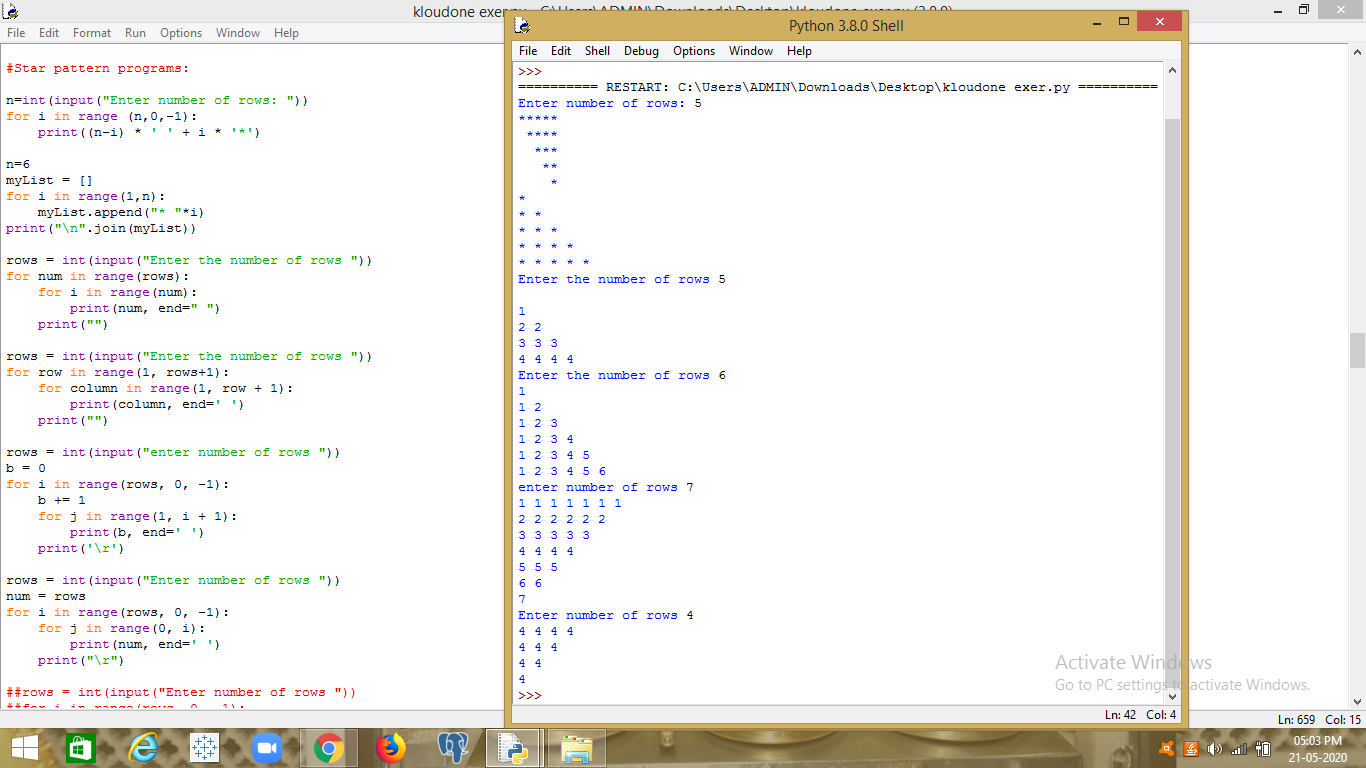 kloudone exer.py - C:\Users\ADMIN\Downloads\Desktop\kloudone exer.py (3.8.0)
File Edit Format Run Options Window Help
#Star pattern programs:
n=int(input("Enter number of rows: "))
for i in range (n,0,-1):
    print((n-i) * ' ' + i * '*')
n=6
myList = []
for i in range(1,n):
    myList.append("* "*i)
print("\n".join(myList))
rows = int(input("Enter the number of rows "))
for num in range(rows):
    for i in range(num):
        print(num, end=" ")
    print("")
rows = int(input("Enter the number of rows "))
for row in range(1, rows+1):
    for column in range(1, row + 1):
        print(column, end=' ')
    print("")
rows = int(input("enter number of rows "))
b = 0
for i in range(rows, 0, -1):
    b += 1
    for j in range(1, i + 1):
        print(b, end=' ')
    print('\r')
rows = int(input("Enter number of rows "))
num = rows
for i in range(rows, 0, -1):
    for j in range(0, i):
        print(num, end=' ')
    print("\r")
##rows = int(input("Enter number of rows "))
##for i in range(rows, 0, -1):
Ln: 659 Col: 15
Python 3.8.0 Shell
File Edit Shell Debug Options Window Help
>>>
========== RESTART: C:\Users\ADMIN\Downloads\Desktop\kloudone exer.py ==========
Enter number of rows: 5
*****
 ****
  ***
   **
    *
*
* *
* * *
* * * *
* * * * *
Enter the number of rows 5
1
2 2
3 3 3
4 4 4 4
Enter the number of rows 6
1
1 2
1 2 3
1 2 3 4
1 2 3 4 5
1 2 3 4 5 6
enter number of rows 7
1 1 1 1 1 1 1
2 2 2 2 2 2
3 3 3 3 3
4 4 4 4
5 5 5
6 6
7
Enter number of rows 4
4 4 4 4
4 4 4
4 4
4
>>>
Ln: 42 Col: 4
Activate Windows
Go to PC settings to activate Windows.
05:03 PM
21-05-2020